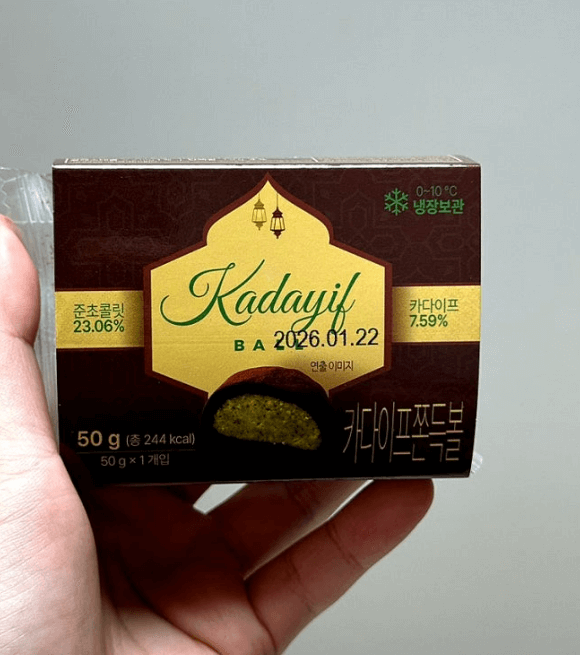 0~10 ℃
냉장보관
Kadayif
BALL
2026.01.22
연출 이미지
준초콜릿
23.06%
카다이프
7.59%
50 g (총 244 kcal)
50 g × 1개입
카다이프쫀득볼